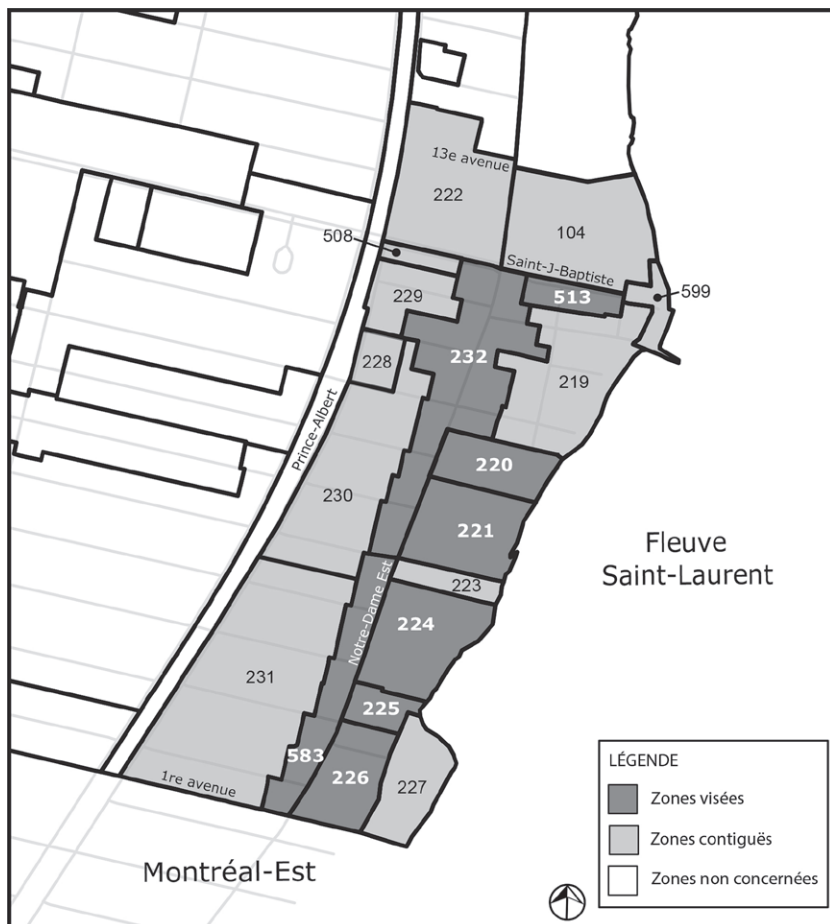 13e avenue
222
104
508
Saint-J-Baptiste
599
229
513
232
228
219
Prince-Albert
220
230
221
Fleuve
Saint-Laurent
223
Notre-Dame Est
224
231
225
583
226
227
1re avenue
Montréal-Est
LÉGENDE
Zones visées
Zones contiguës
Zones non concernées